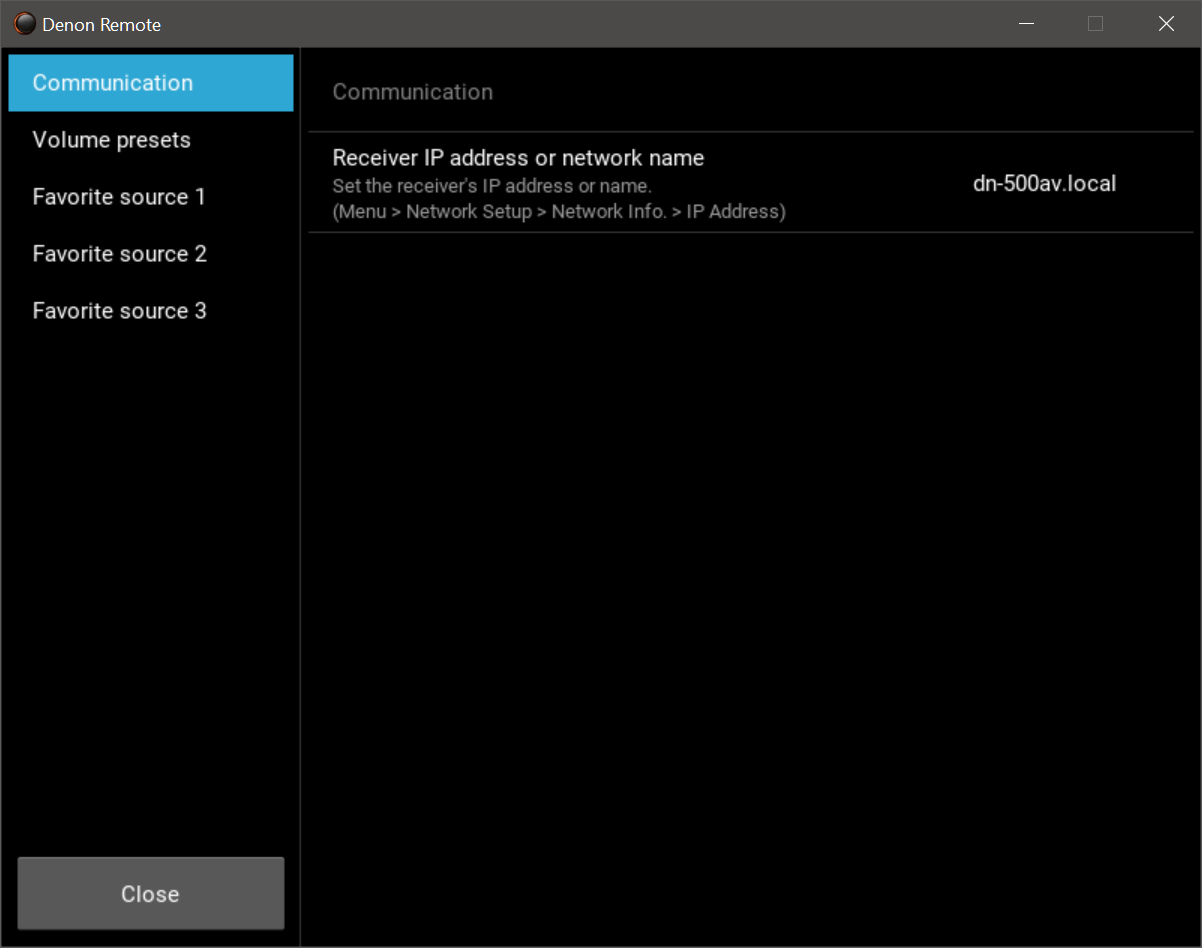 Denon Remote
Communication
Volume presets
Favorite source 1
Favorite source 2
Favorite source 3
Close
Communication
Receiver IP address or network name
Set the receiver's IP address or name.
(Menu > Network Setup > Network Info. > IP Address)
dn-500av.local